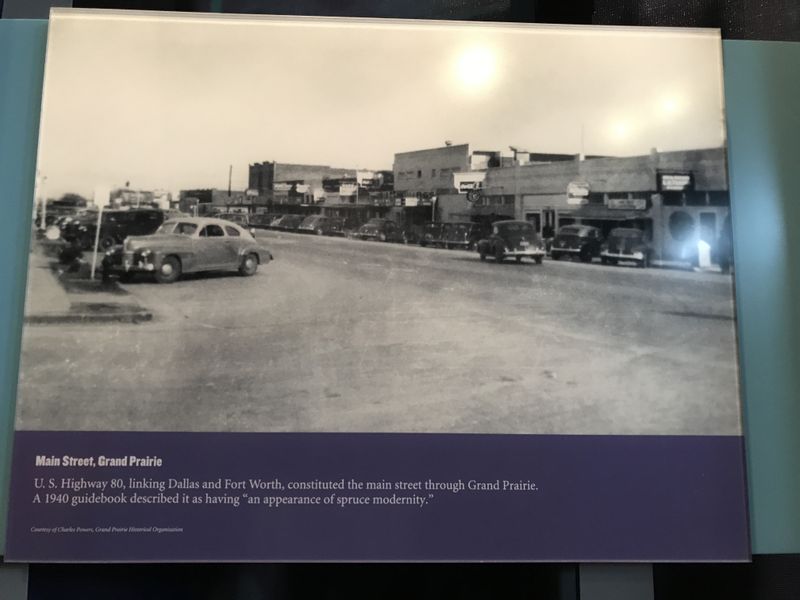 Main Street, Grand Prairie
U. S. Highway 80, linking Dallas and Fort Worth, constituted the main street through Grand Prairie.
A 1940 guidebook described it as having “an appearance of spruce modernity.”
Courtesy of Charles Powers, Grand Prairie Historical Organization